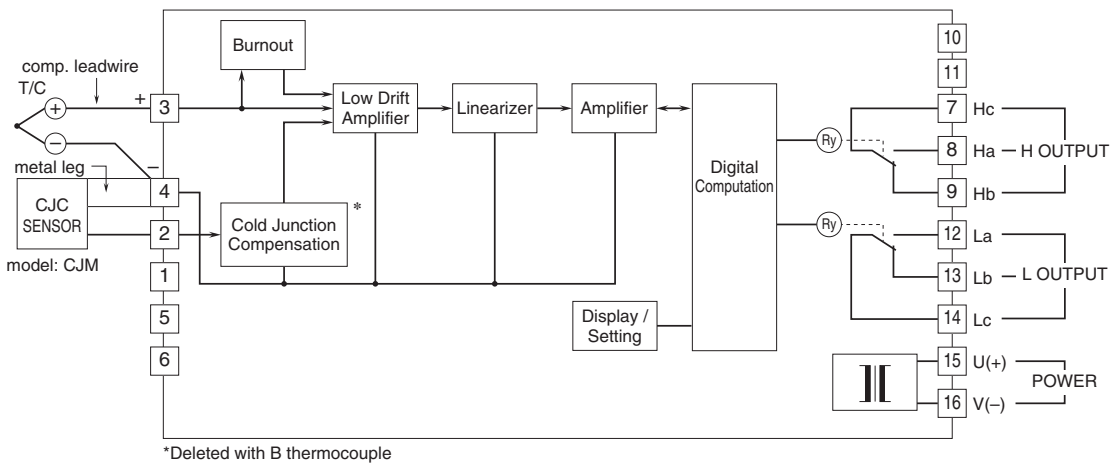 Burnout
comp. leadwire
T/C
+
+
–
–
metal leg
CJC
SENSOR
model: CJM
3
4
2
1
5
6
Low Drift
Amplifier
Linearizer
Amplifier
Cold Junction
Compensation
*
Digital
Computation
Display /
Setting
Ry
Ry
10
11
7 Hc
8 Ha H OUTPUT
9 Hb
12 La
13 Lb L OUTPUT
14 Lc
15 U(+)
POWER
16 V(–)
*Deleted with B thermocouple